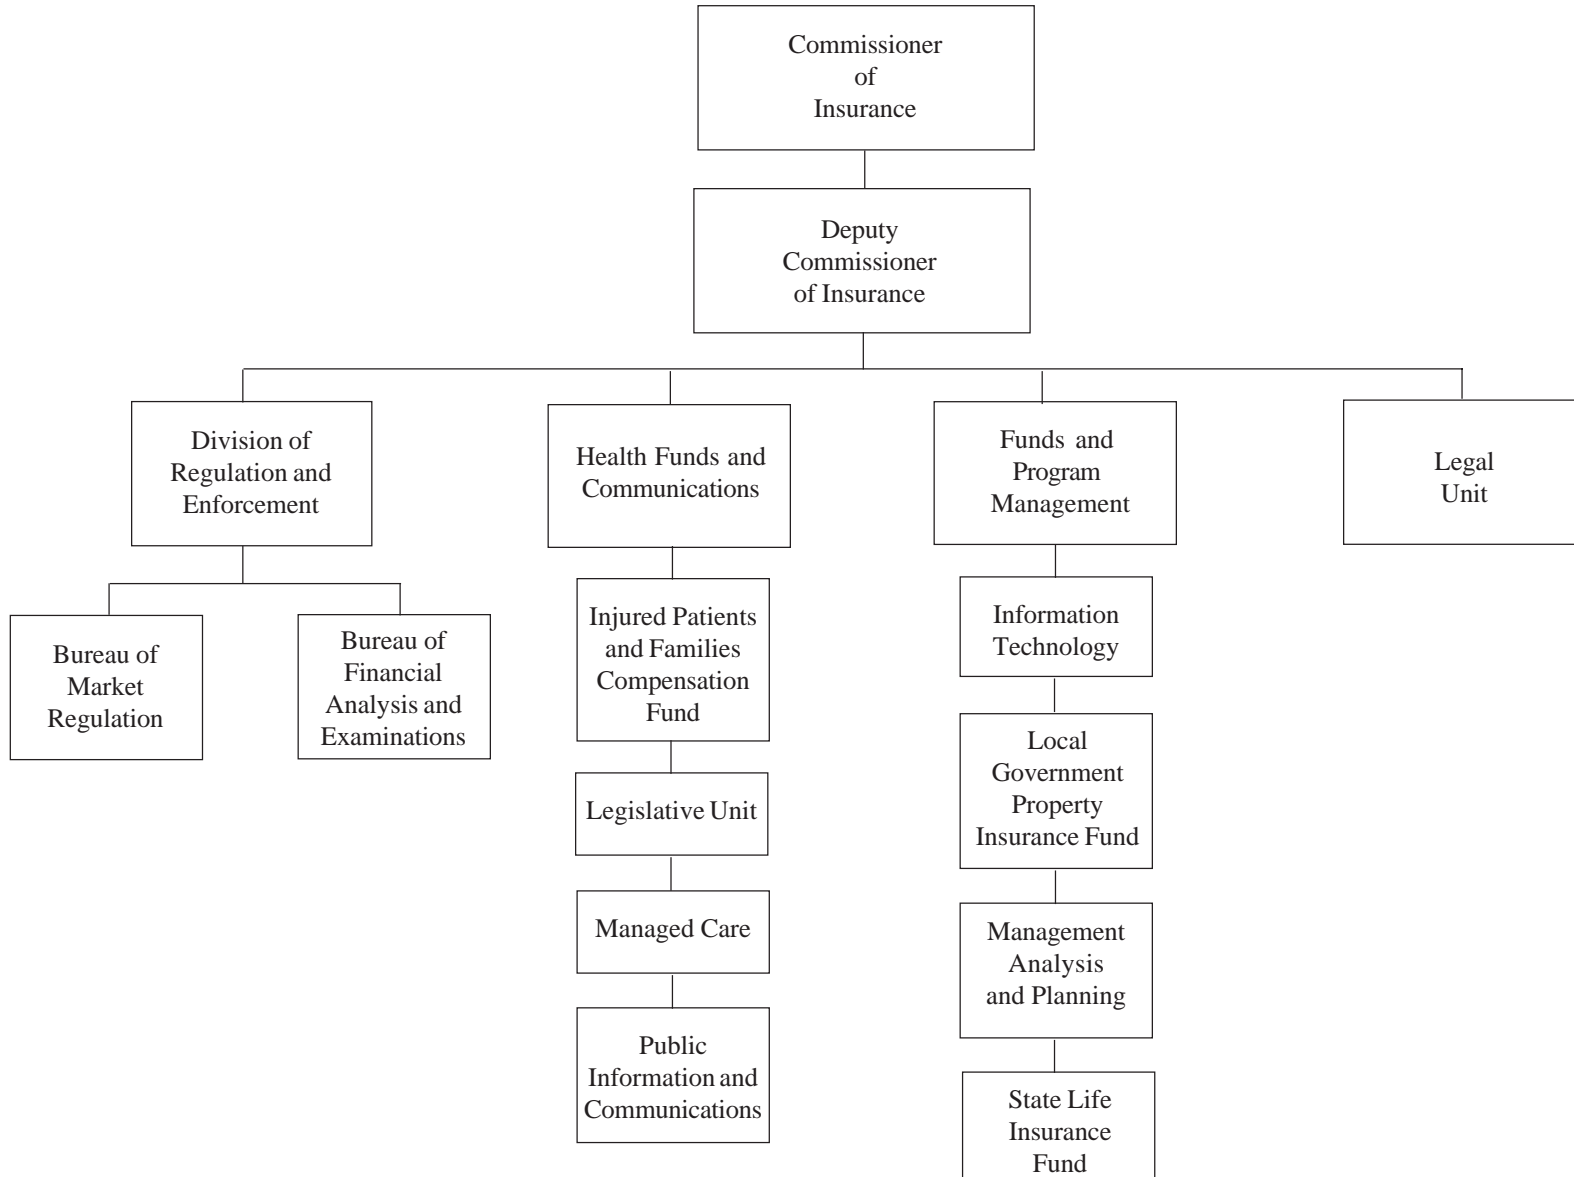 Commissioner
of
Insurance
Deputy
Commissioner
of Insurance
Division of
Regulation and
Enforcement
Health Funds and
Communications
Funds and
Program
Management
Legal
Unit
Bureau of
Market
Regulation
Bureau of
Financial
Analysis and
Examinations
Injured Patients
and Families
Compensation
Fund
Legislative Unit
Managed Care
Public
Information and
Communications
Information
Technology
Local
Government
Property
Insurance Fund
Management
Analysis
and Planning
State Life
Insurance
Fund